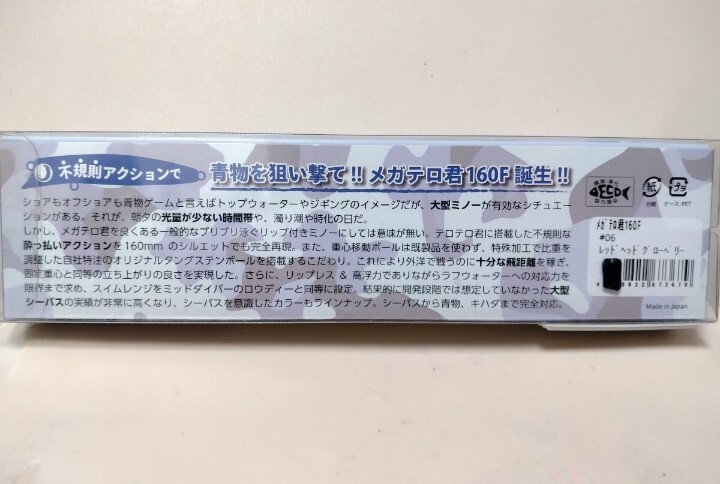 不規則アクションで 青物を狙い撃て!! メガテロ君160F 誕生!!
ショアもオフショアも青物ゲームと言えばトップウォーターやジギングのイメージだが、大型ミノーが有効なシチュエー
ションがある。それが、朝夕の光量が少ない時間帯や、濁り潮や時化の日だ。
しかし、メガテロ君を良くある一般的なブリブリ泳ぐリップ付きミノーにしては意味が無い。テロテロ君に搭載した不規則な
酔っ払いアクションを160mm のシルエットでも完全再現。また、重心移動ボールは既製品を使わず、特殊加工で比重を
調整した自社特注のオリジナルタングステンボールを搭載するこだわり。これにより外洋で戦うのに十分な飛距離を稼ぎ、
固定重心と同等の立ち上がりの良さを実現した。さらに、リップレス & 高浮力でありながらラフウォーターへの対応力を
限界まで求め、スイムレンジをミッドダイバーのロウディーと同等に設定。結果的に開発段階では想定していなかった大型
シーバスの実績が非常に高くなり、シーバスを意識したカラーもラインナップ。シーバスから青物、キハダまで完全対応。
ECO
紙
台紙
プラ
ケース:PET
ﾒｶﾞﾃﾛ君160F
#06
ﾚｯﾄﾞﾍｯﾄﾞｸﾞﾛｰﾍﾞﾘｰ
Made in Japan